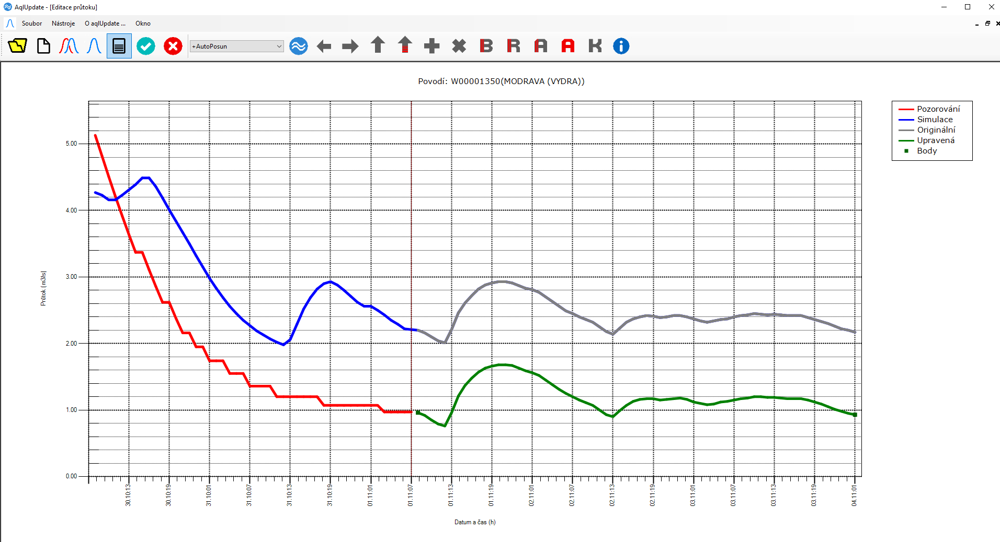 AqlUpdate - [Editace průtoku]
Soubor Nástroje O aqlUpdate ... Okno
+AutoPosun
B R A A K i
Povodí: W00001350(MODRAVA (VYDRA))
Pozorování
Simulace
Originální
Upravená
Body
Průtok (m3/s)
5.00
4.00
3.00
2.00
1.00
0.00
30.10:13
30.10:19
31.10:01
31.10:07
31.10:13
31.10:19
01.11:01
01.11:07
01.11:13
01.11:19
02.11:01
02.11:07
02.11:13
02.11:19
03.11:01
03.11:07
03.11:13
03.11:19
04.11:01
Datum a čas (h)